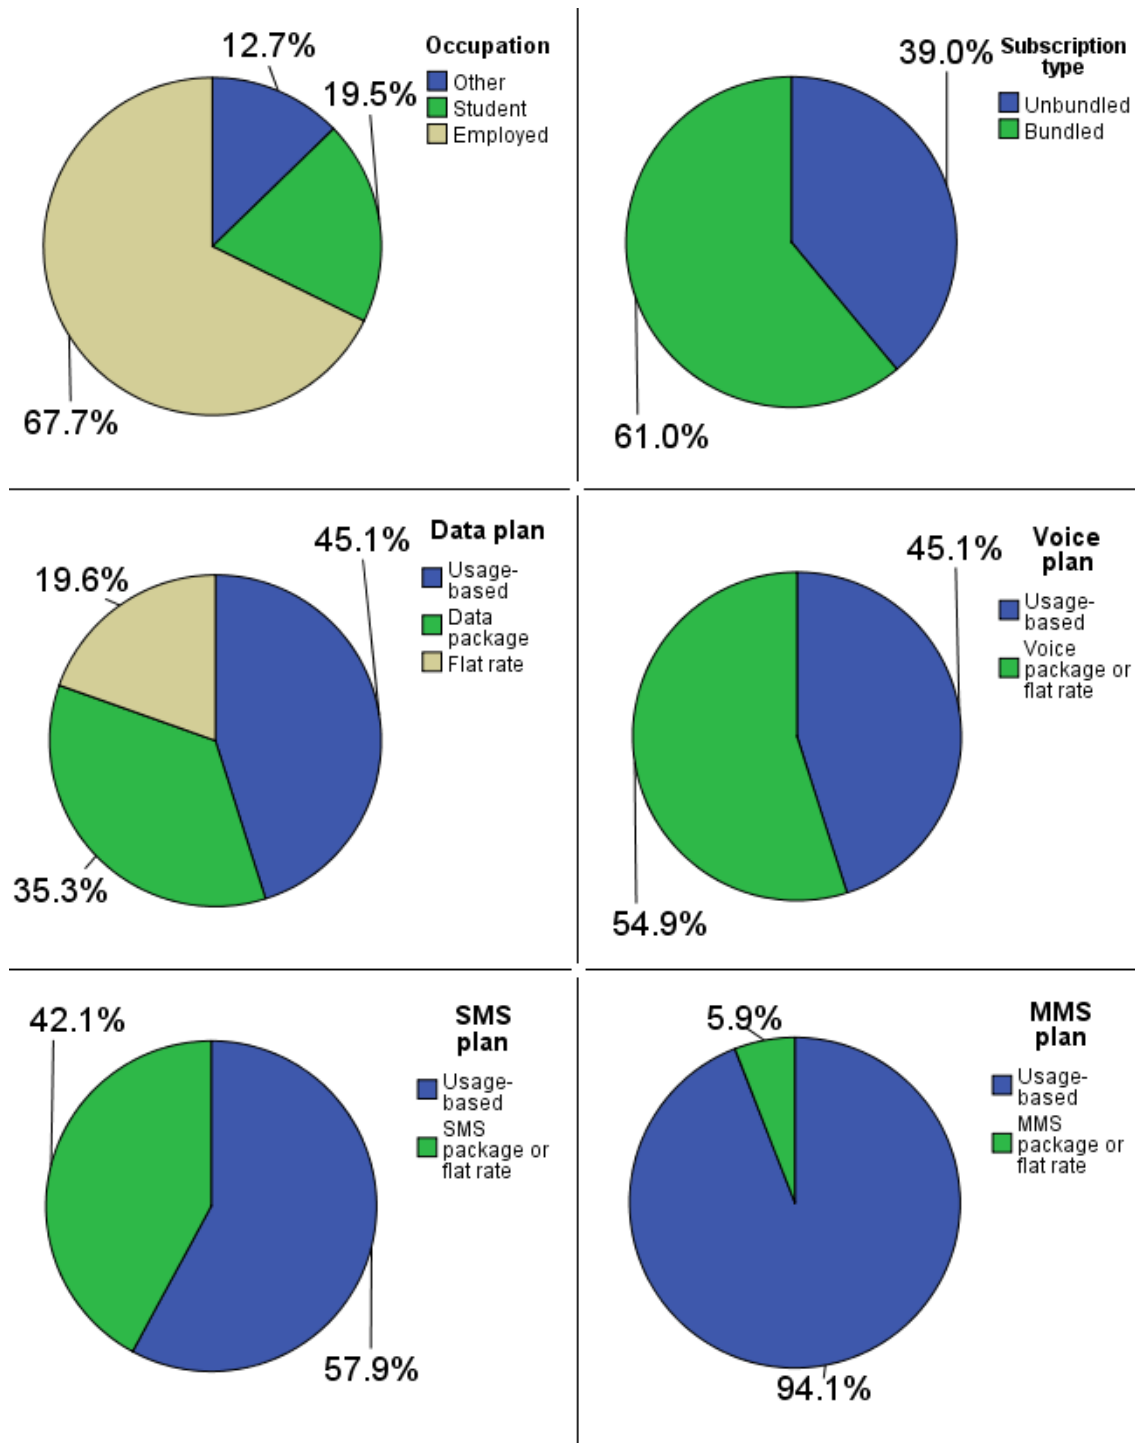 12.7%
Occupation
Other
Student
Employed
19.5%
67.7%
39.0%
Subscription
type
Unbundled
Bundled
61.0%
45.1%
Data plan
Usage-
based
Data
package
Flat rate
19.6%
35.3%
45.1%
Voice
plan
Usage-
based
Voice
package or
flat rate
54.9%
42.1%
SMS
plan
Usage-
based
SMS
package or
flat rate
57.9%
5.9%
MMS
plan
Usage-
based
MMS
package or
flat rate
94.1%